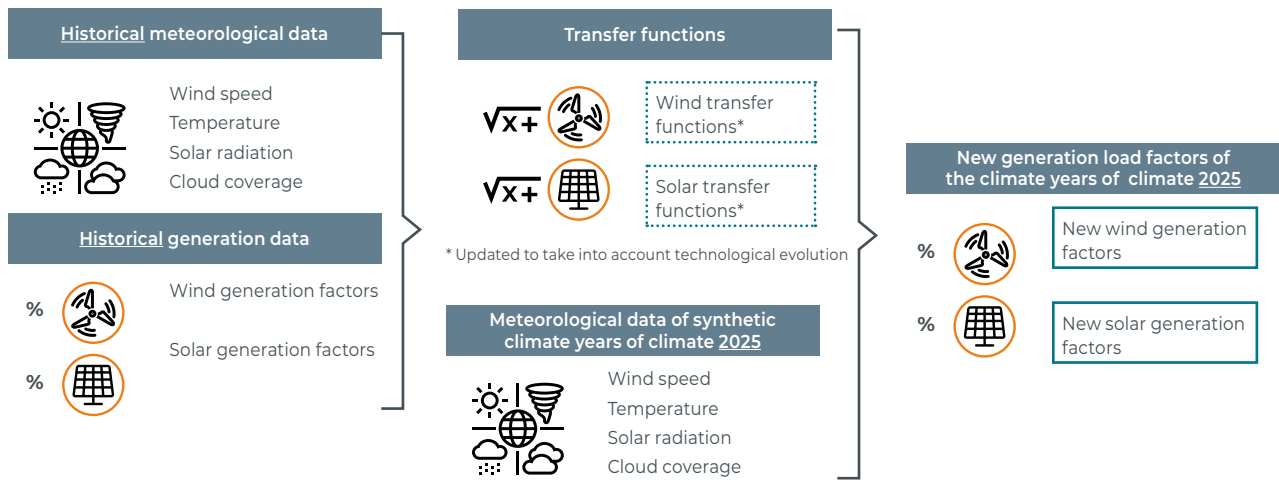 Historical meteorological data
Wind speed
Temperature
Solar radiation
Cloud coverage
Historical generation data
%
Wind generation factors
Solar generation factors
%
Transfer functions
√x+
Wind transfer
functions*
√x+
Solar transfer
functions*
* Updated to take into account technological evolution
Meteorological data of synthetic
climate years of climate 2025
Wind speed
Temperature
Solar radiation
Cloud coverage
New generation load factors of
the climate years of climate 2025
%
New wind generation
factors
%
New solar generation
factors